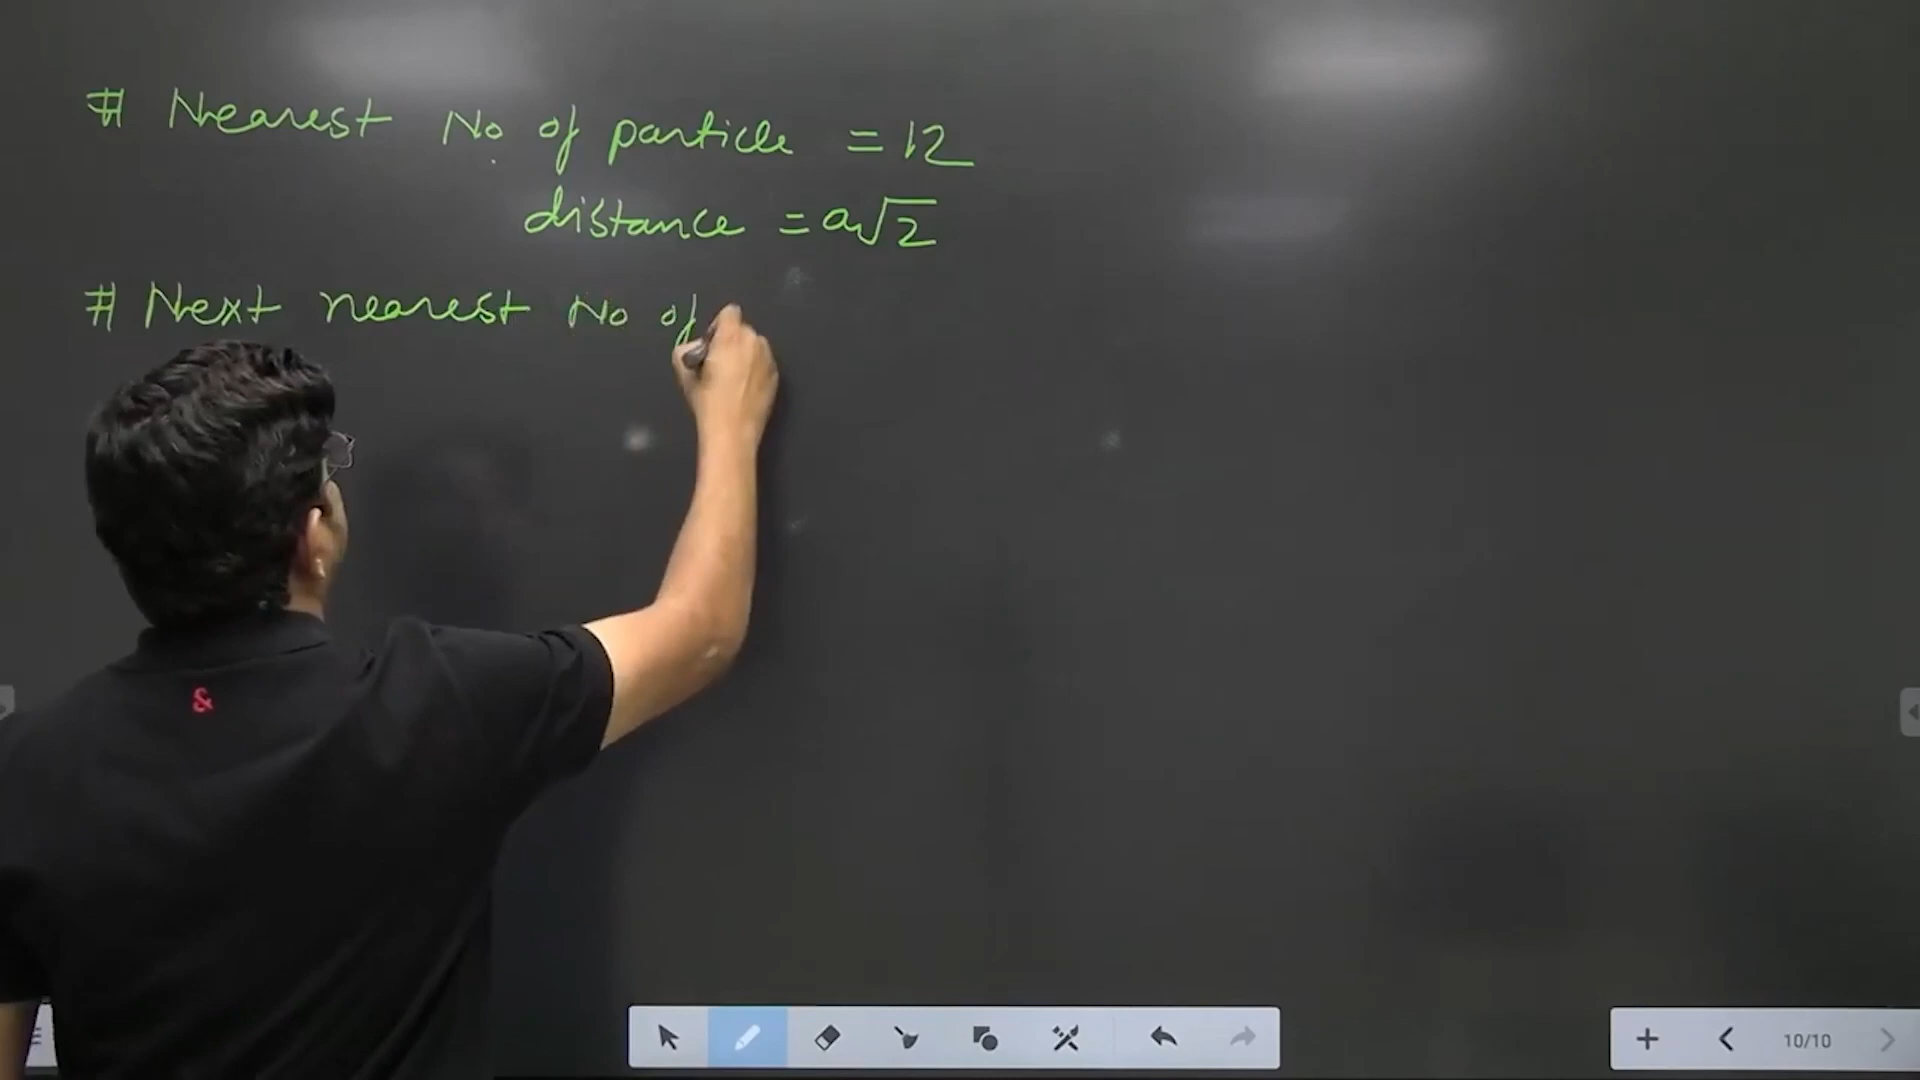 # Nearest No of particle = 12
distance = a√2
# Next nearest No of
&
10/10